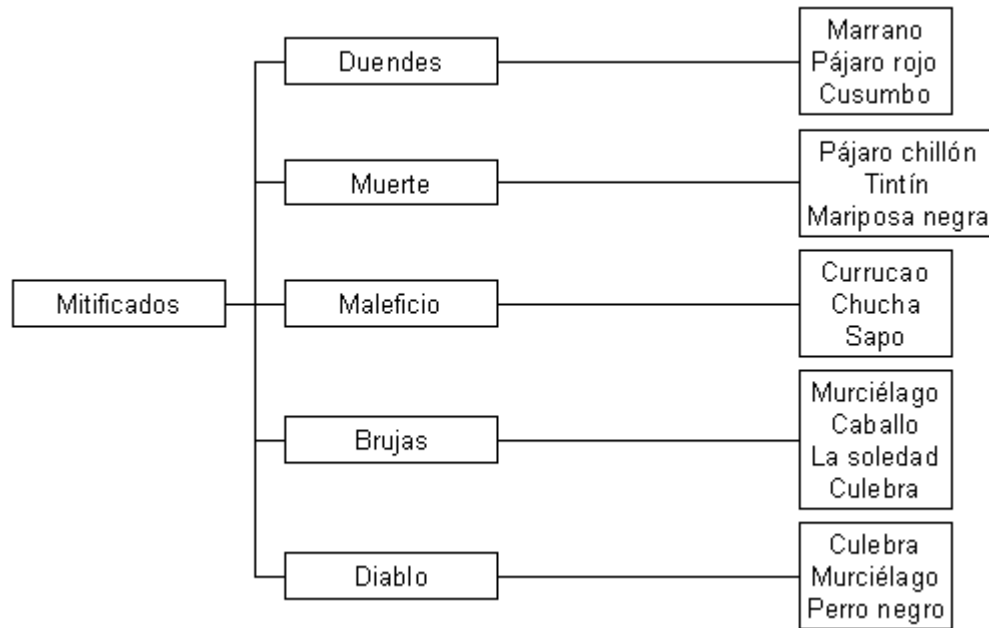 Duendes
Marrano
Pájaro rojo
Cusumbo
Muerte
Pájaro chillón
Tintín
Mariposa negra
Mitificados
Maleficio
Currucao
Chucha
Sapo
Brujas
Murciélago
Caballo
La soledad
Culebra
Diablo
Culebra
Murciélago
Perro negro